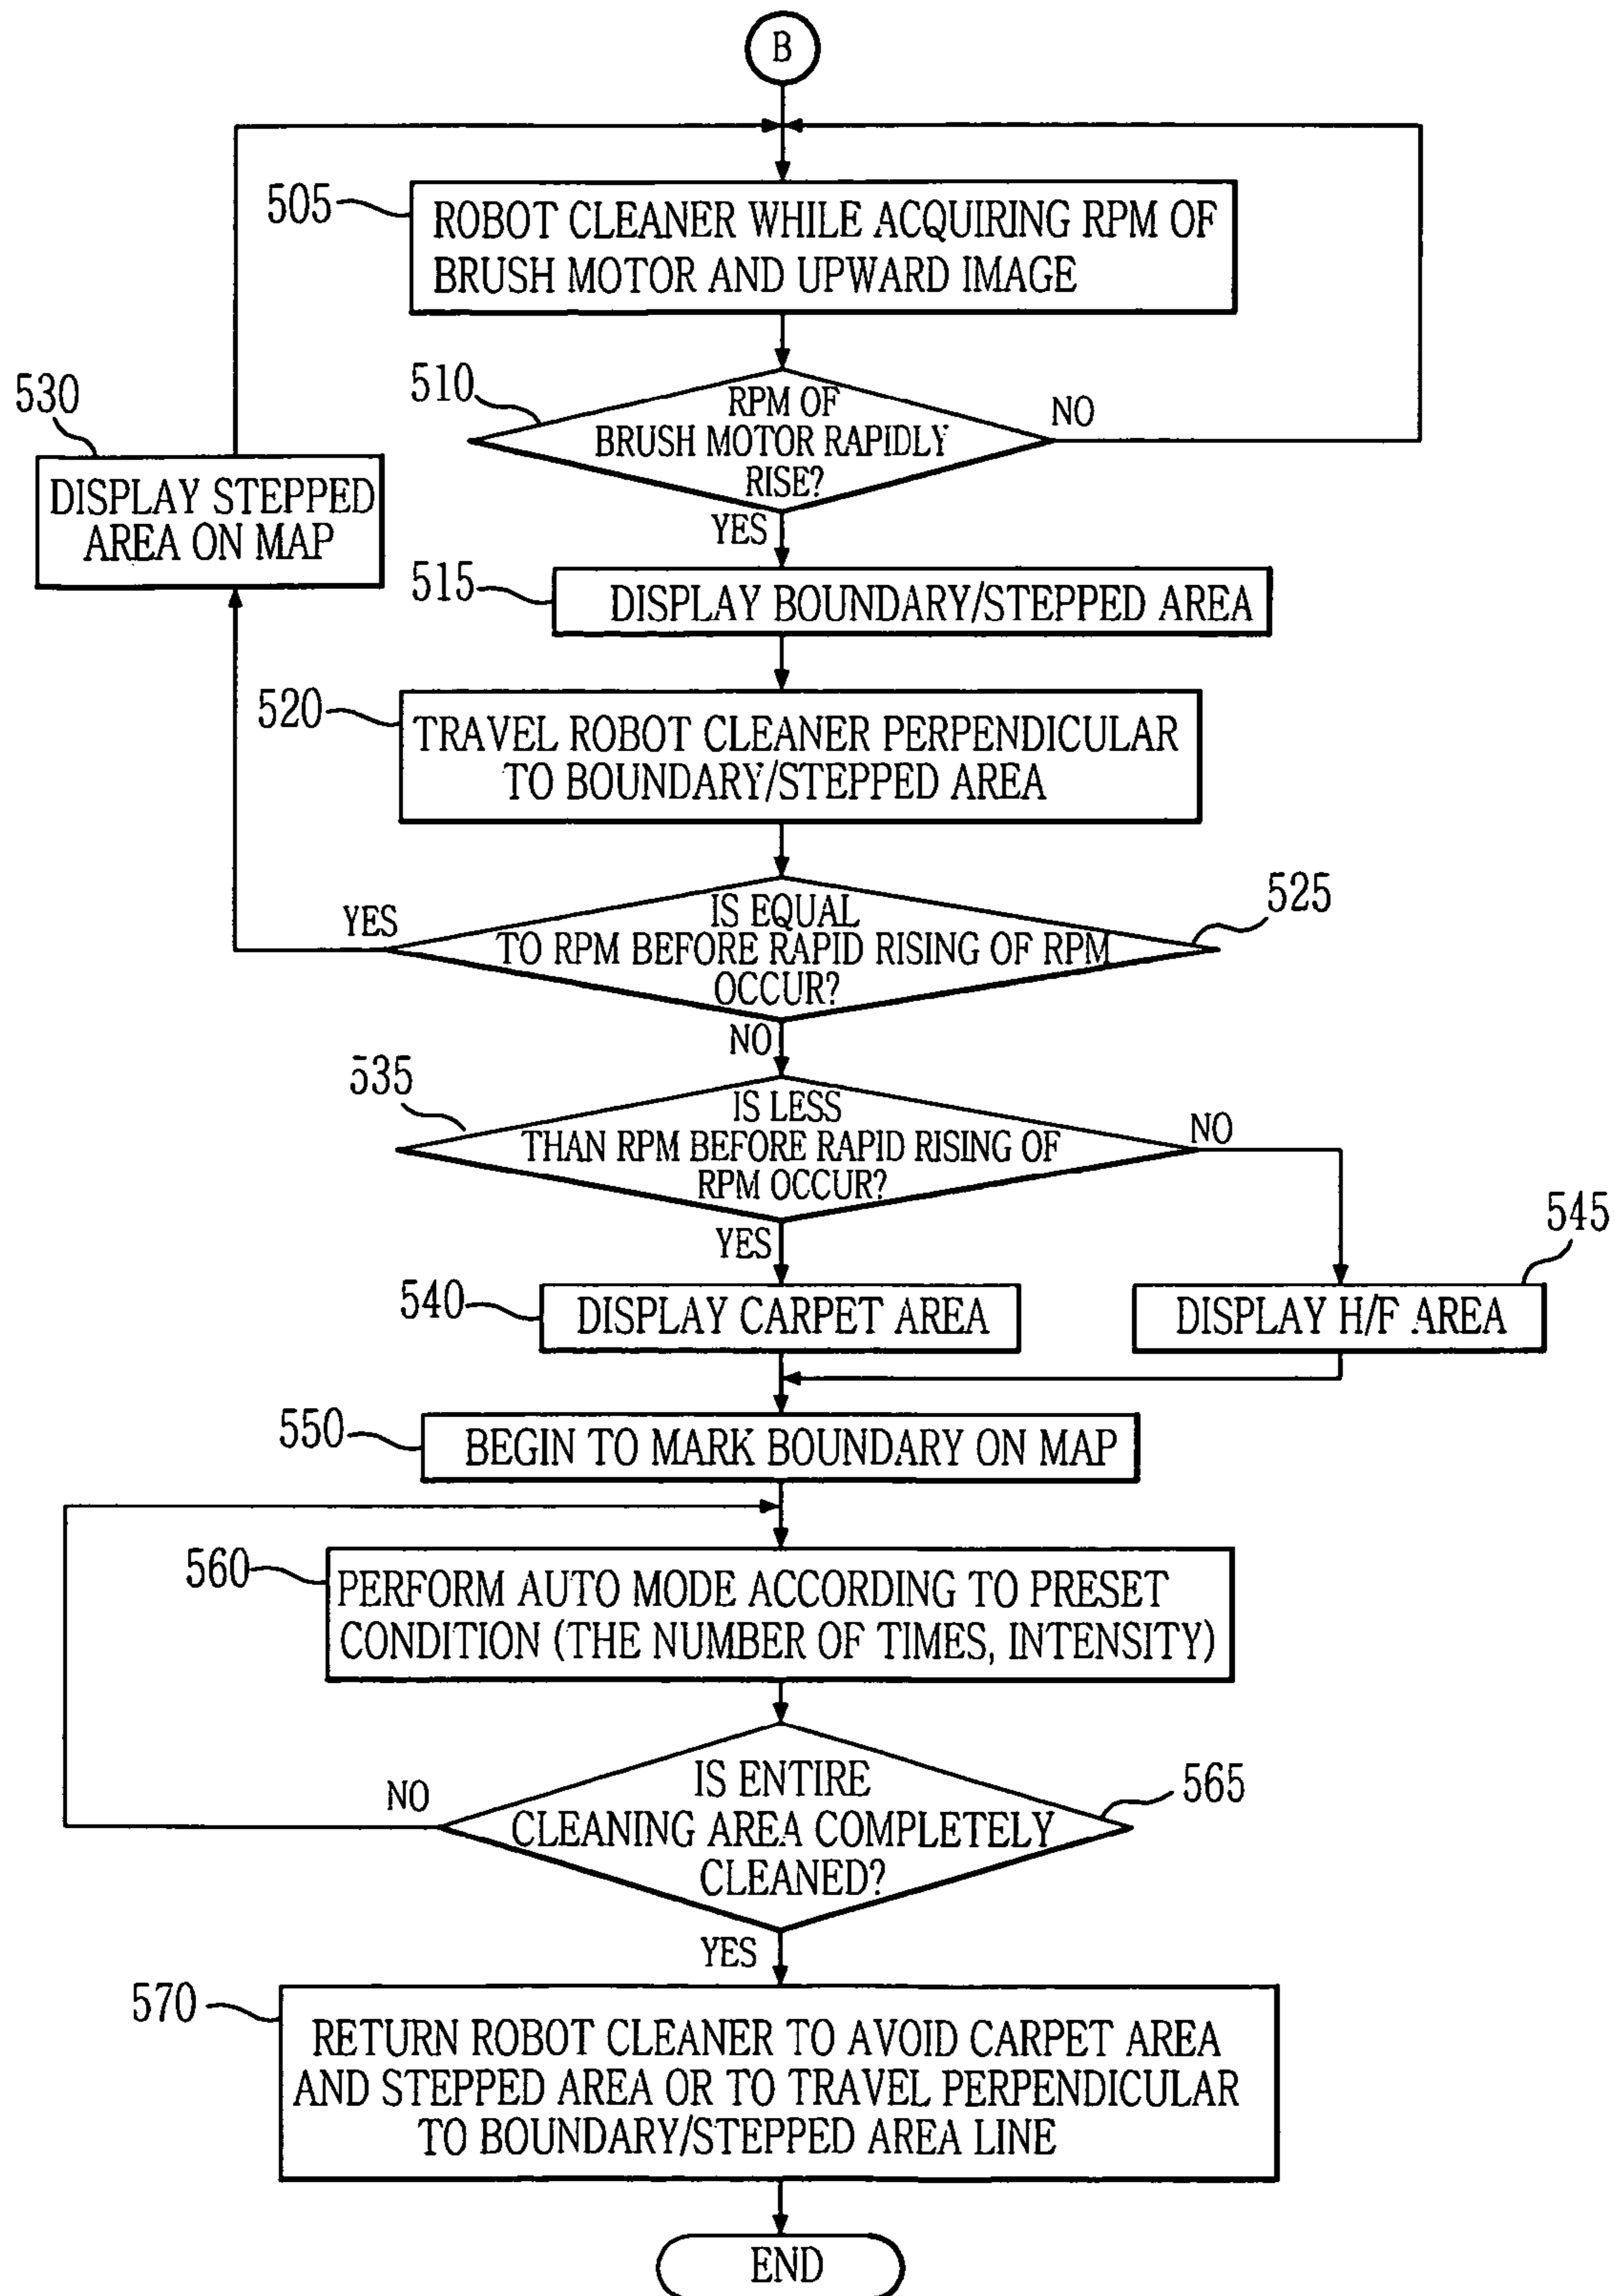 B
505
ROBOT CLEANER WHILE ACQUIRING RPM OF
BRUSH MOTOR AND UPWARD IMAGE
510
RPM OF
BRUSH MOTOR RAPIDLY
RISE?
NO
YES
530
DISPLAY STEPPED
AREA ON MAP
515
DISPLAY BOUNDARY/STEPPED AREA
520
TRAVEL ROBOT CLEANER PERPENDICULAR
TO BOUNDARY/STEPPED AREA
525
IS EQUAL
TO RPM BEFORE RAPID RISING OF RPM
OCCUR?
YES
NO
535
IS LESS
THAN RPM BEFORE RAPID RISING OF
RPM OCCUR?
NO
YES
540
DISPLAY CARPET AREA
545
DISPLAY H/F AREA
550
BEGIN TO MARK BOUNDARY ON MAP
560
PERFORM AUTO MODE ACCORDING TO PRESET
CONDITION (THE NUMBER OF TIMES, INTENSITY)
565
IS ENTIRE
CLEANING AREA COMPLETELY
CLEANED?
NO
YES
570
RETURN ROBOT CLEANER TO AVOID CARPET AREA
AND STEPPED AREA OR TO TRAVEL PERPENDICULAR
TO BOUNDARY/STEPPED AREA LINE
END